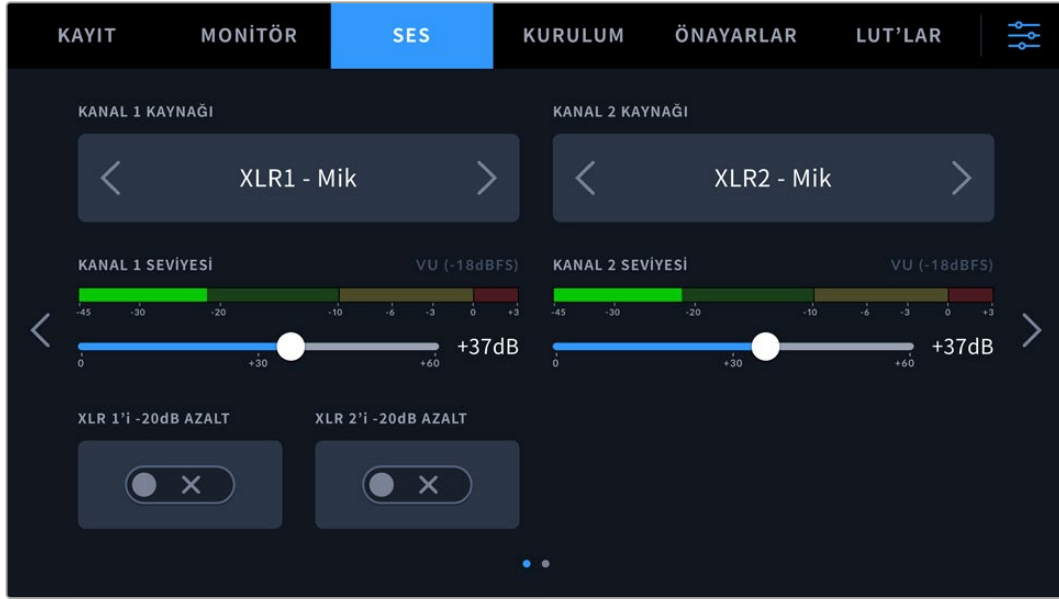 KAYIT MONİTÖR SES KURULUM ÖNAYARLAR LUT’LAR
KANAL 1 KAYNAĞI KANAL 2 KAYNAĞI
XLR1 - Mik XLR2 - Mik
KANAL 1 SEVİYESİ VU (-18dBFS) KANAL 2 SEVİYESİ VU (-18dBFS)
-45 -30 -20 -10 -6 -3 0 +3 -45 -30 -20 -10 -6 -3 0 +3
+37dB +37dB
0 +30 +60 0 +30 +60
XLR 1’i -20dB AZALT XLR 2’i -20dB AZALT